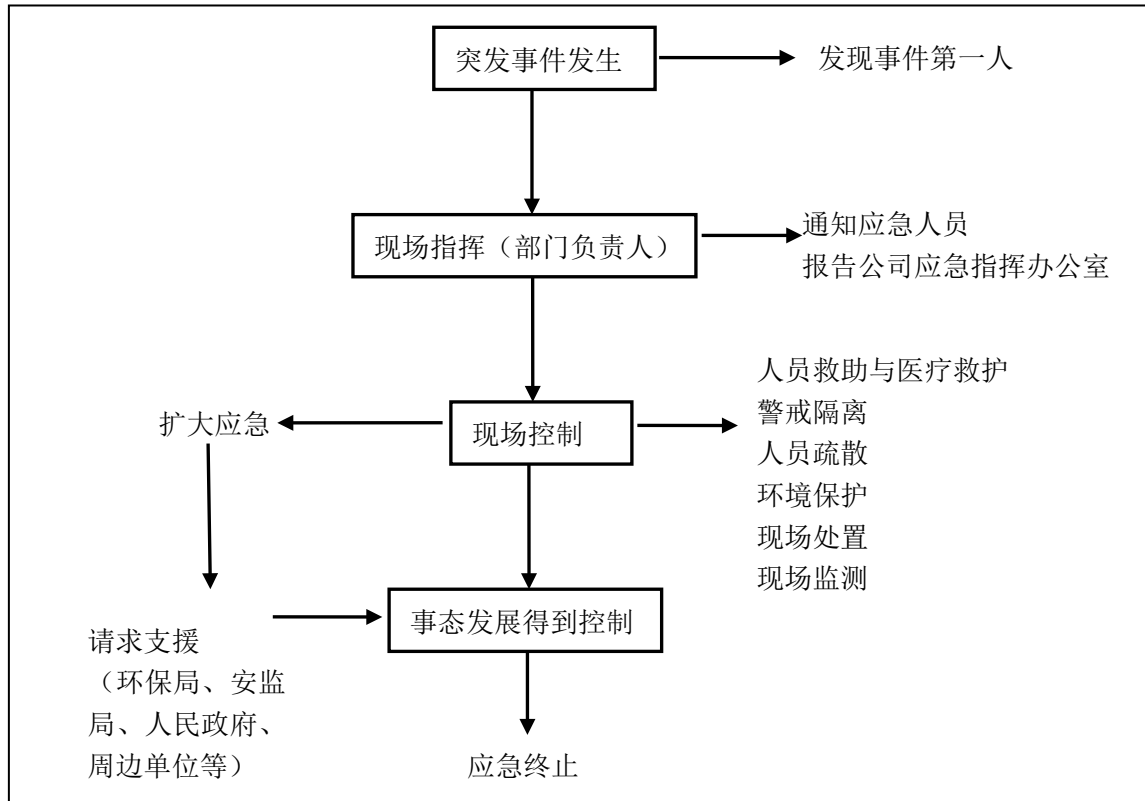 突发事件发生
发现事件第一人
现场指挥（部门负责人）
通知应急人员
报告公司应急指挥办公室
扩大应急
现场控制
人员救助与医疗救护
警戒隔离
人员疏散
环境保护
现场处置
现场监测
请求支援
（环保局、安监
局、人民政府、
周边单位等）
事态发展得到控制
应急终止